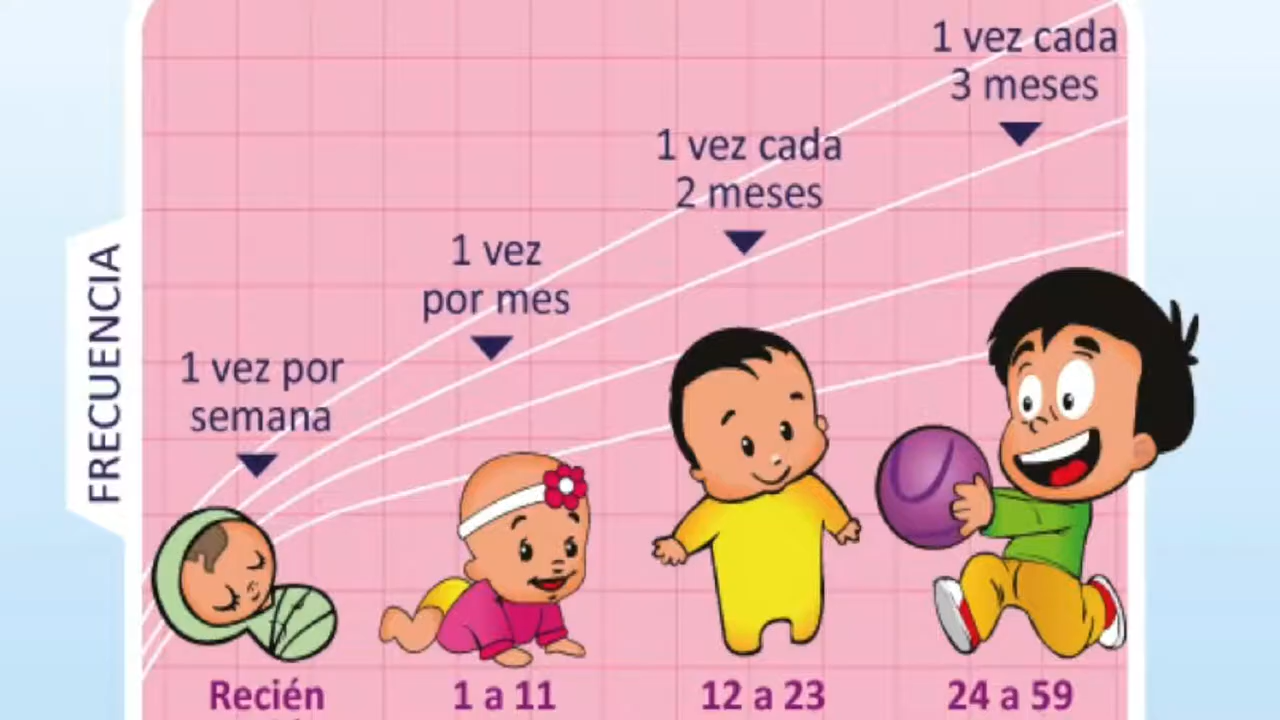 1 vez cada
3 meses
1 vez cada
2 meses
1 vez
por mes
1 vez por
semana
FRECUENCIA
Recién
1 a 11
12 a 23
24 a 59